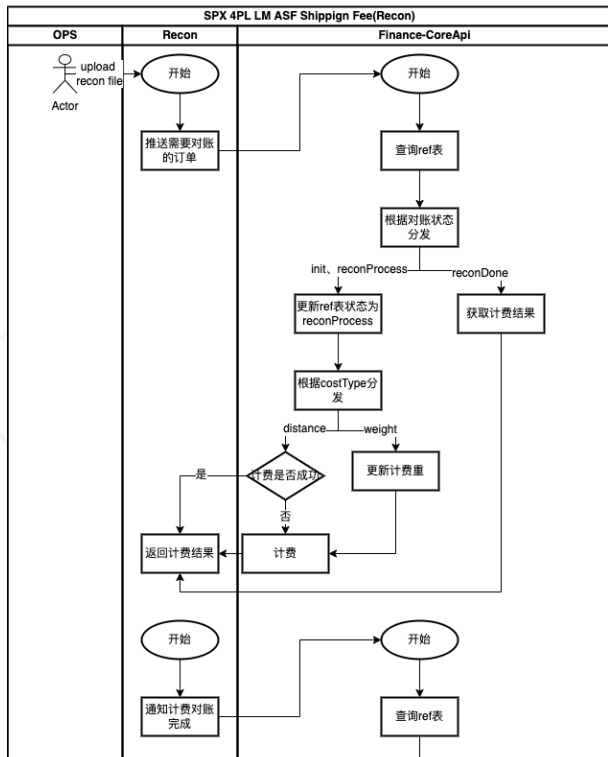 SPX 4PL LM ASF Shippign Fee(Recon)
OPS
Recon
Finance-CoreApi
upload
recon file
Actor
开始
开始
推送需要对账
的订单
查询ref表
根据对账状态
分发
init、reconProcess
reconDone
更新ref表状态为
reconProcess
获取计费结果
根据costType分
发
distance
weight
计费是否成功
更新计费重
是
否
返回计费结果
计费
开始
开始
通知计费对账
完成
查询ref表